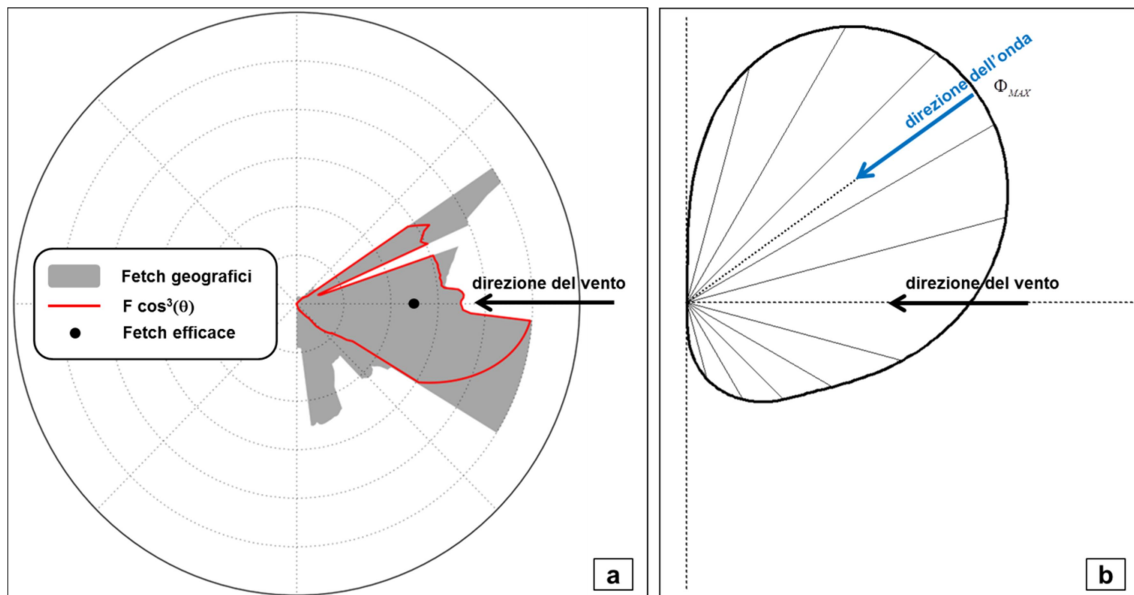 Fetch geografici
F cos³(θ)
Fetch efficace
direzione del vento
a
direzione dell'onda
Φ_MAX
direzione del vento
b